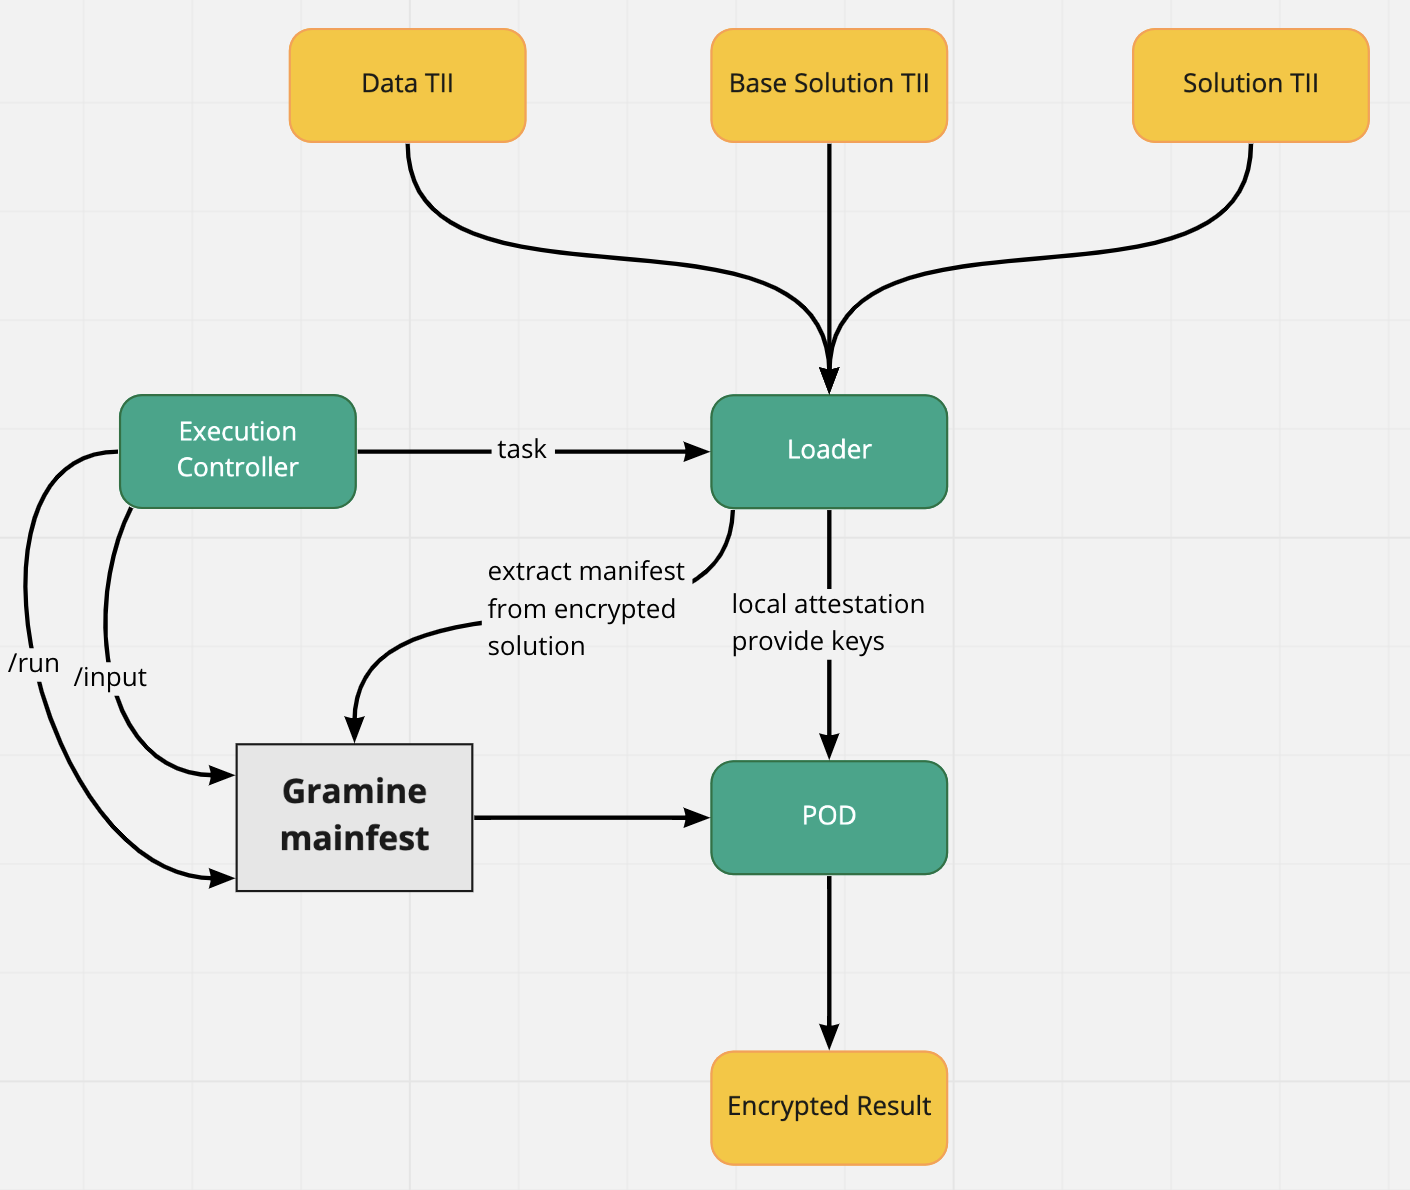 Data TII
Base Solution TII
Solution TII
Execution
Controller
task
Loader
extract manifest
from encrypted
solution
local attestation
provide keys
/run
/input
Gramine
mainfest
POD
Encrypted Result